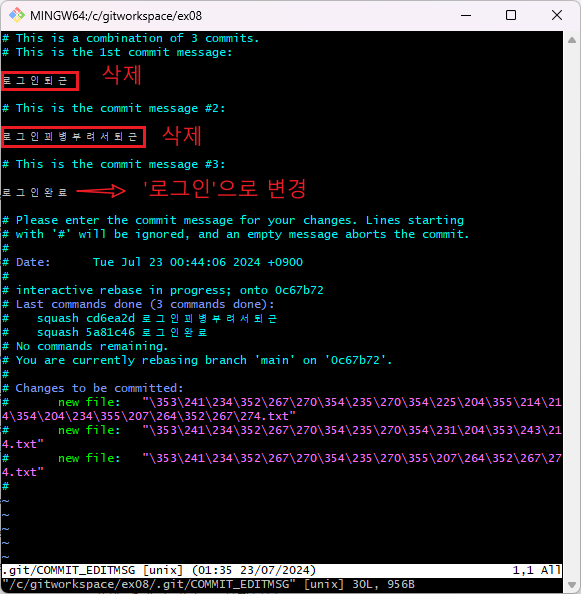 MINGW64:/c/gitworkspace/ex08
# This is a combination of 3 commits.
# This is the 1st commit message:
로그인퇴근 삭제
# This is the commit message #2:
로그인꾀병부려서퇴근 삭제
# This is the commit message #3:
로그인완료 '로그인'으로 변경
# Please enter the commit message for your changes. Lines starting
# with '#' will be ignored, and an empty message aborts the commit.
#
# Date:      Tue Jul 23 00:44:06 2024 +0900
#
# interactive rebase in progress; onto 0c67b72
# Last commands done (3 commands done):
#    squash cd6ea2d 로그인꾀병부려서퇴근
#    squash 5a81c46 로그인완료
# No commands remaining.
# You are currently rebasing branch 'main' on '0c67b72'.
#
# Changes to be committed:
#       new file:   "\353\241\234\352\267\270\354\235\270\354\225\204\355\214\21
4\354\204\234\355\207\264\352\267\274.txt"
#       new file:   "\353\241\234\352\267\270\354\235\270\354\231\204\353\243\21
4.txt"
#       new file:   "\353\241\234\352\267\270\354\235\270\355\207\264\352\267\27
4.txt"
#
~
~
~
~
~
.git/COMMIT_EDITMSG [unix] (01:35 23/07/2024) 1,1 All
"/c/gitworkspace/ex08/.git/COMMIT_EDITMSG" [unix] 30L, 956B